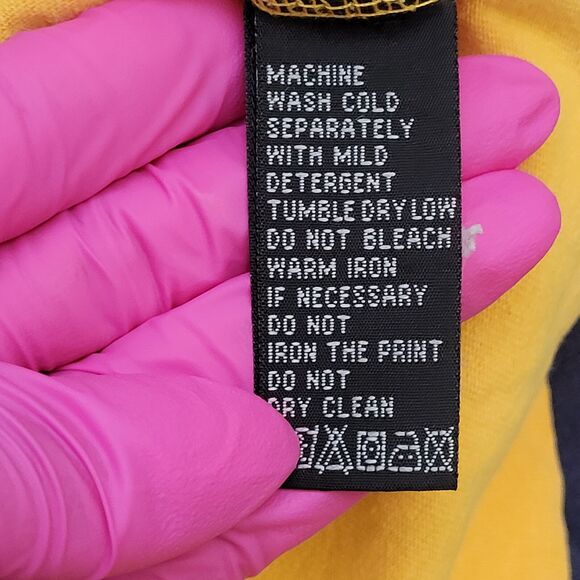 MACHINE
WASH COLD
SEPARATELY
WITH MILD
DETERGENT
TUMBLE DRY LOW
DO NOT BLEACH
WARM IRON
IF NECESSARY
DO NOT
IRON THE PRINT
DO NOT
DRY CLEAN